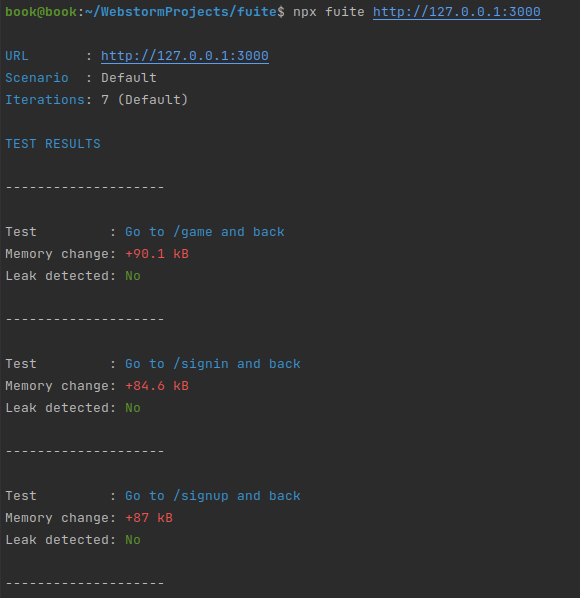 book@book:~/WebstormProjects/fuite$ npx fuite http://127.0.0.1:3000
URL       : http://127.0.0.1:3000
Scenario  : Default
Iterations: 7 (Default)
TEST RESULTS
--------------------
Test         : Go to /game and back
Memory change: +90.1 kB
Leak detected: No
--------------------
Test         : Go to /signin and back
Memory change: +84.6 kB
Leak detected: No
--------------------
Test         : Go to /signup and back
Memory change: +87 kB
Leak detected: No
--------------------